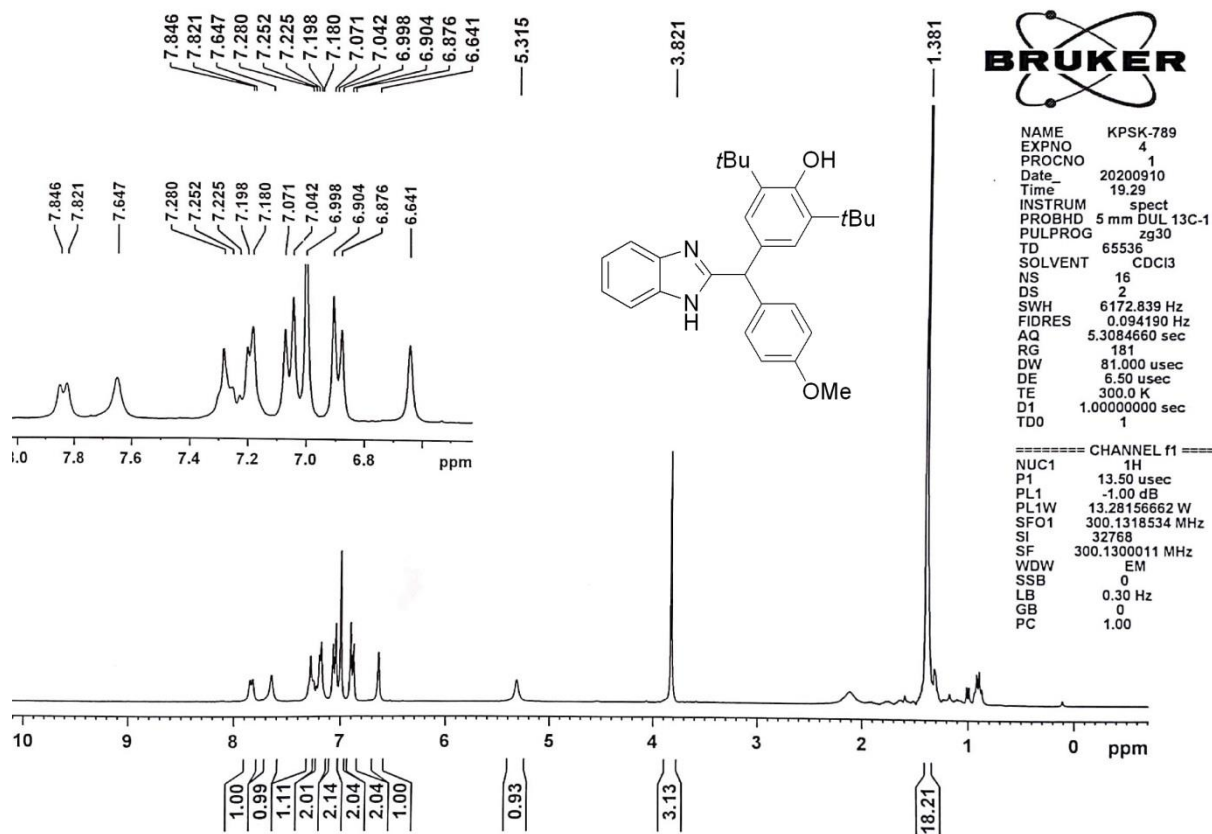 7.846
7.821
7.647
7.280
7.252
7.225
7.198
7.180
7.071
7.042
6.998
6.904
6.876
6.641
5.315
3.821
1.381
BRUKER
NAME KPSK-789
EXPNO 4
PROCNO 1
Date_ 20200910
Time 19.29
INSTRUM spect
PROBHD 5 mm DUL 13C-1
PULPROG zg30
TD 65536
SOLVENT CDCl3
NS 16
DS 2
SWH 6172.839 Hz
FIDRES 0.094190 Hz
AQ 5.3084660 sec
RG 181
DW 81.000 usec
DE 6.50 usec
TE 300.0 K
D1 1.00000000 sec
TD0 1
======== CHANNEL f1 ====
NUC1 1H
P1 13.50 usec
PL1 -1.00 dB
PL1W 13.28156662 W
SFO1 300.1318534 MHz
SI 32768
SF 300.1300011 MHz
WDW EM
SSB 0
LB 0.30 Hz
GB 0
PC 1.00
7.846
7.821
7.647
7.280
7.252
7.225
7.198
7.180
7.071
7.042
6.998
6.904
6.876
6.641
3.0 7.8 7.6 7.4 7.2 7.0 6.8 ppm
tBu
OH
tBu
N
N
H
OMe
10 9 8 7 6 5 4 3 2 1 0 ppm
1.00
0.99
1.11
2.01
2.14
2.04
2.04
1.00
0.93
3.13
18.21